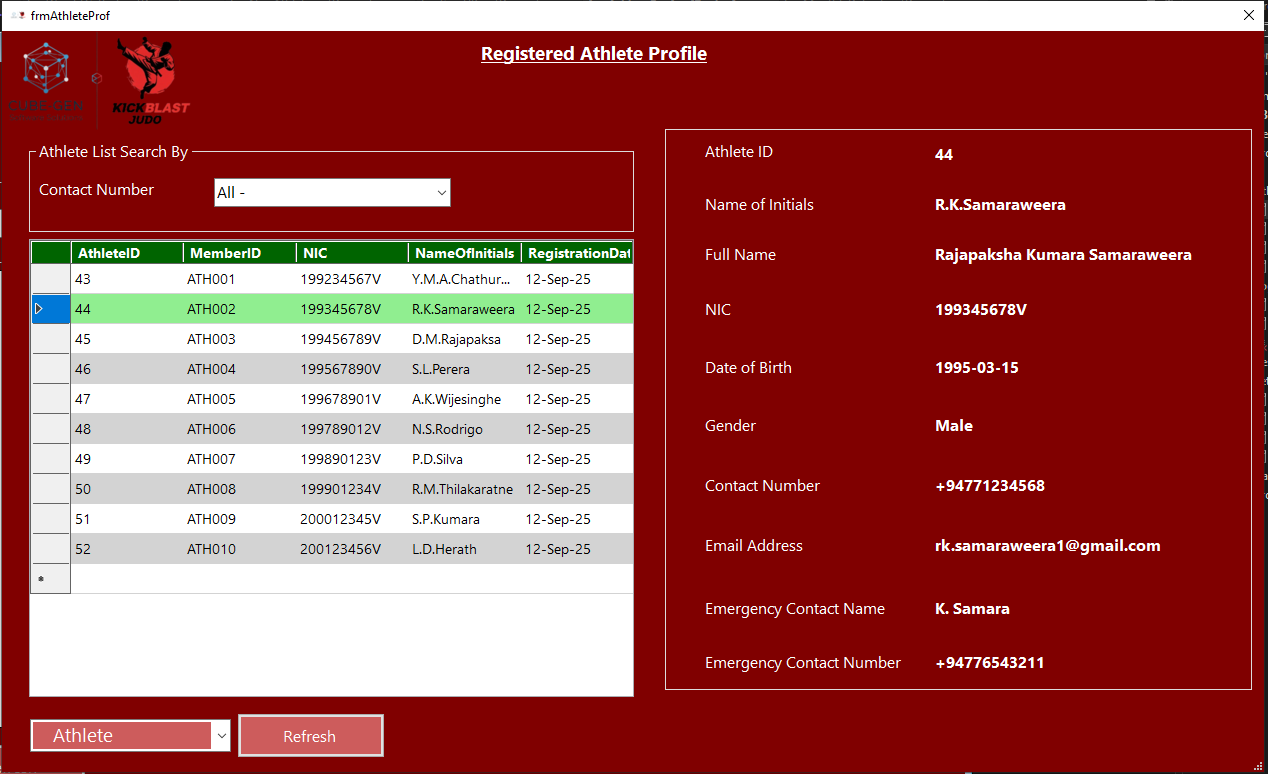 frmAthleteProf
Registered Athlete Profile
KICKBLAST
JUDO
Athlete List Search By
Contact Number All -
AthleteID MemberID NIC NameOfInitials RegistrationDat
43 ATH001 199234567V Y.M.A.Chathur... 12-Sep-25
44 ATH002 199345678V R.K.Samaraweera 12-Sep-25
45 ATH003 199456789V D.M.Rajapaksa 12-Sep-25
46 ATH004 199567890V S.L.Perera 12-Sep-25
47 ATH005 199678901V A.K.Wijesinghe 12-Sep-25
48 ATH006 199789012V N.S.Rodrigo 12-Sep-25
49 ATH007 199890123V P.D.Silva 12-Sep-25
50 ATH008 199901234V R.M.Thilakaratne 12-Sep-25
51 ATH009 200012345V S.P.Kumara 12-Sep-25
52 ATH010 200123456V L.D.Herath 12-Sep-25
*
Athlete Refresh
Athlete ID 44
Name of Initials R.K.Samaraweera
Full Name Rajapaksha Kumara Samaraweera
NIC 199345678V
Date of Birth 1995-03-15
Gender Male
Contact Number +94771234568
Email Address rk.samaraweera1@gmail.com
Emergency Contact Name K. Samara
Emergency Contact Number +94776543211